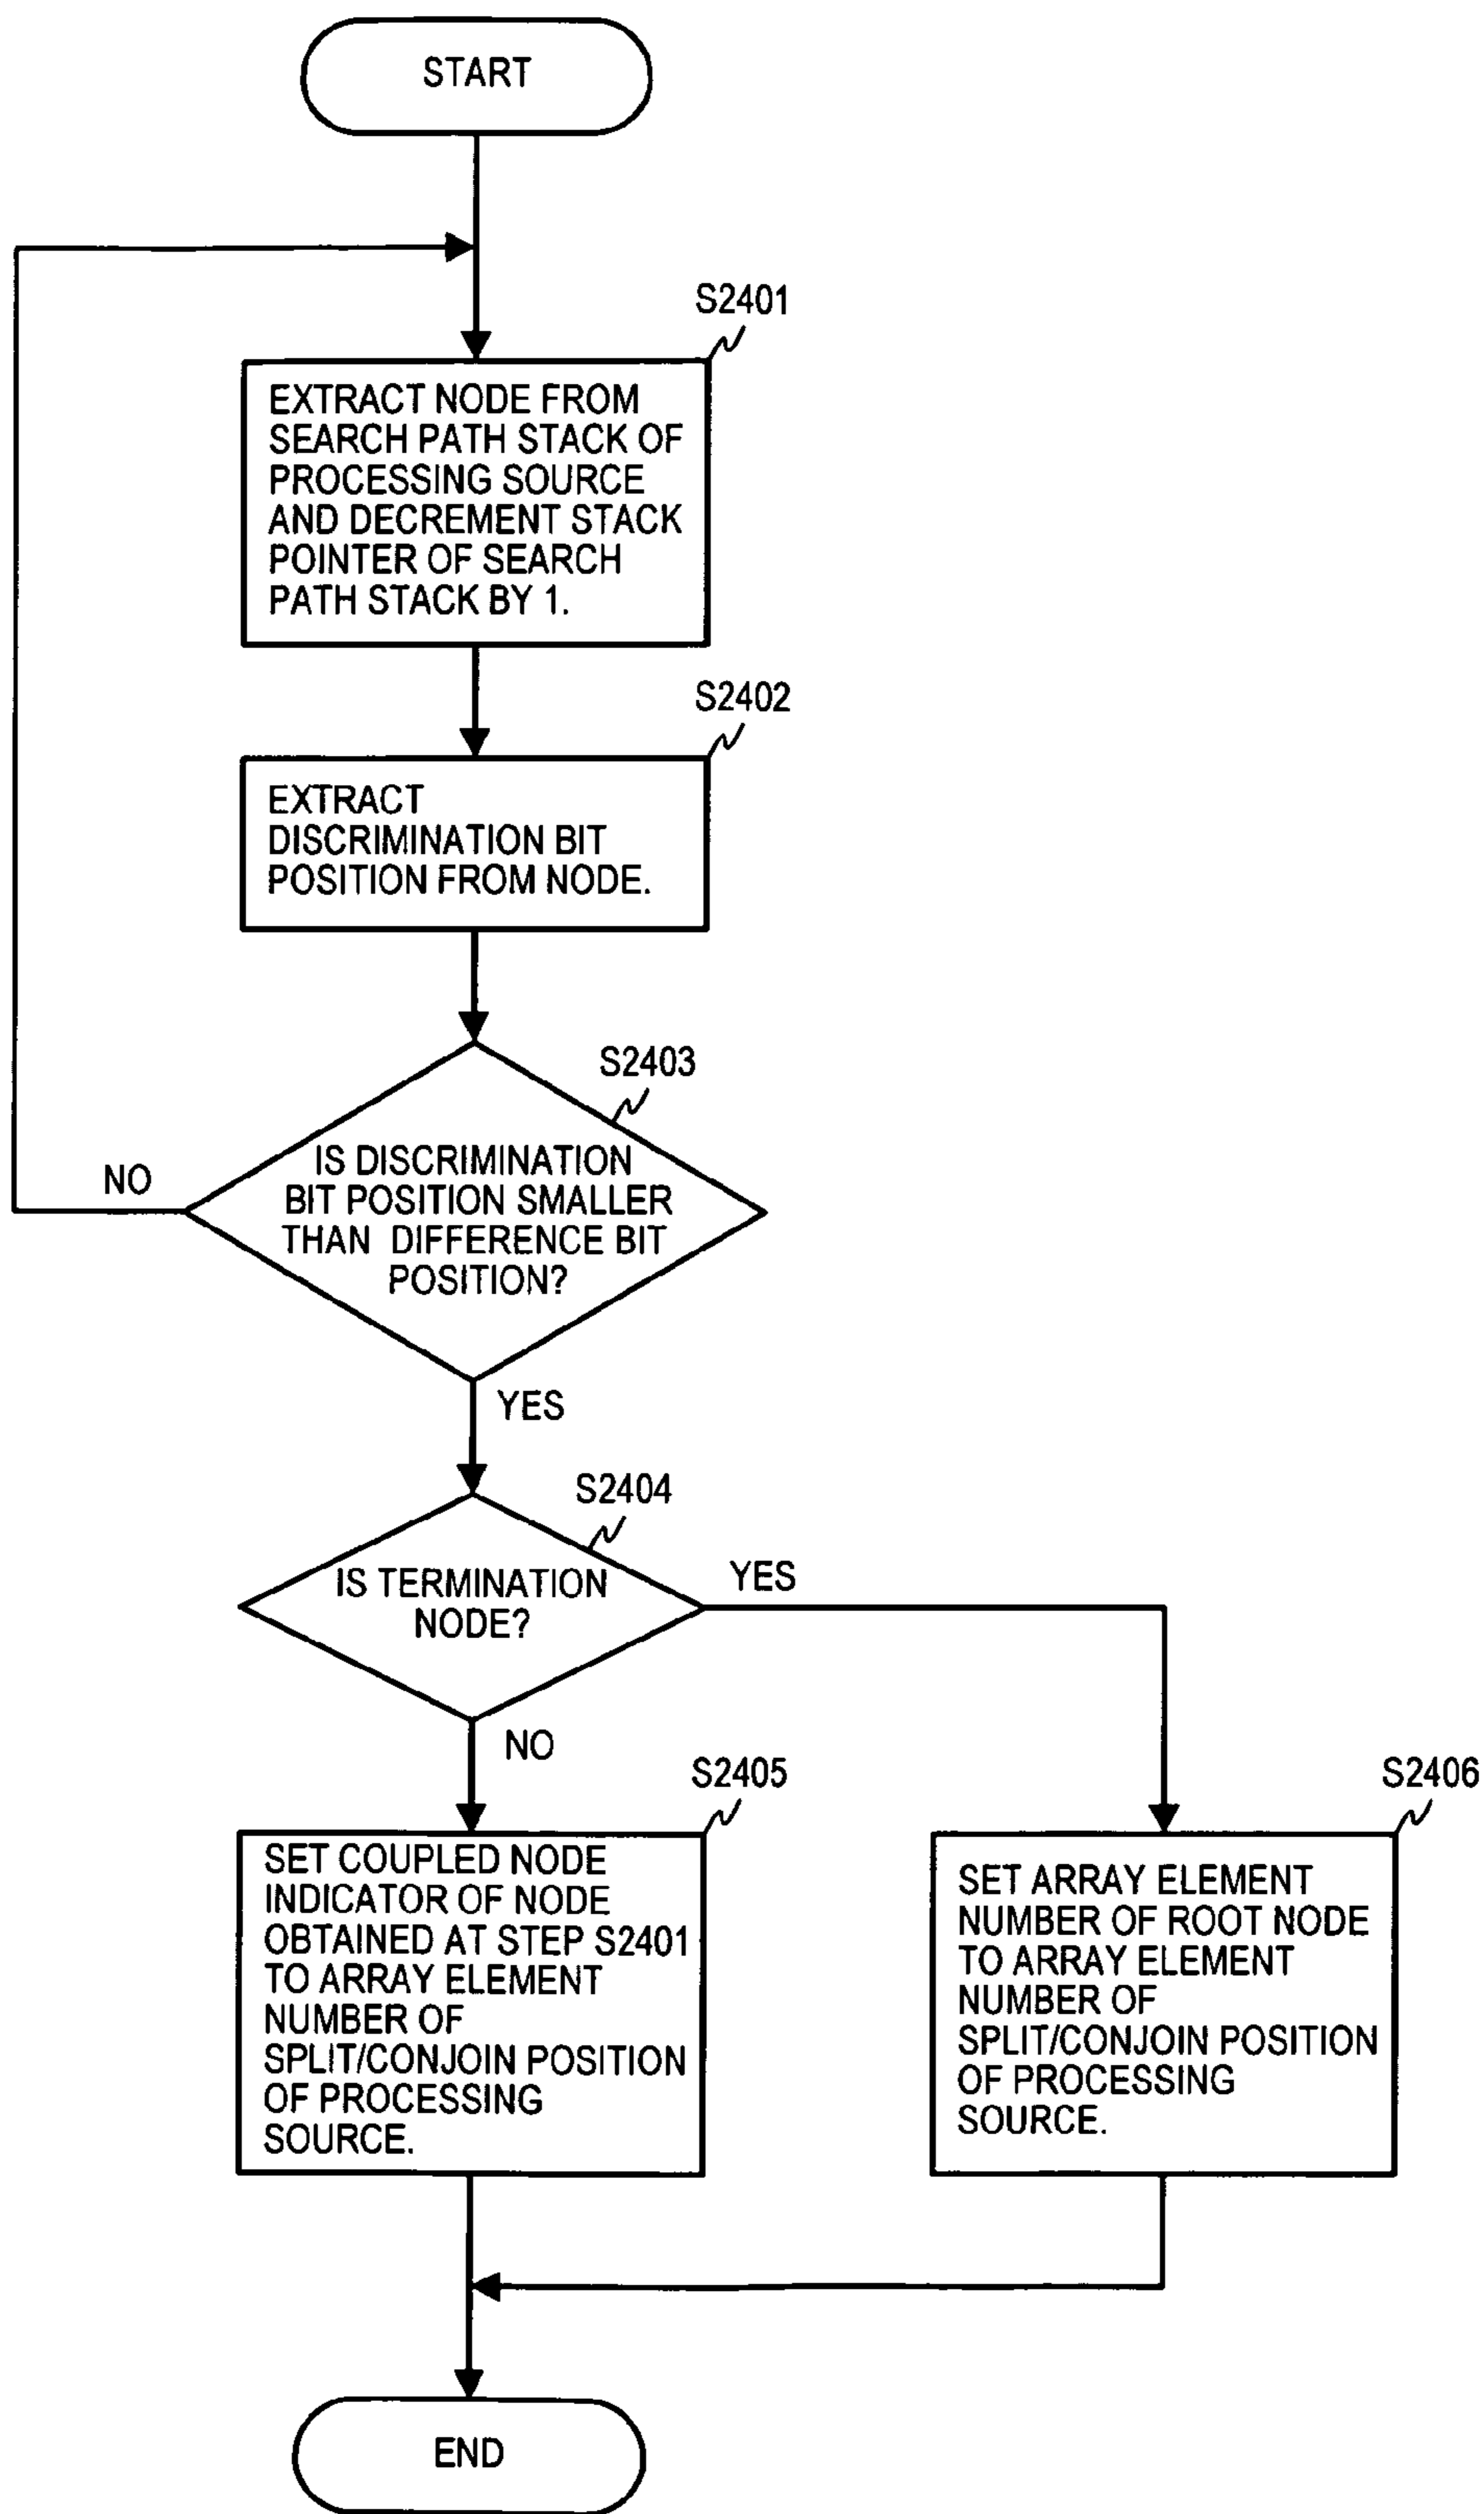 START
S2401
EXTRACT NODE FROM
SEARCH PATH STACK OF
PROCESSING SOURCE
AND DECREMENT STACK
POINTER OF SEARCH
PATH STACK BY 1.
S2402
EXTRACT
DISCRIMINATION BIT
POSITION FROM NODE.
S2403
IS DISCRIMINATION
BIT POSITION SMALLER
THAN DIFFERENCE BIT
POSITION?
NO
YES
S2404
IS TERMINATION
NODE?
YES
NO
S2405
SET COUPLED NODE
INDICATOR OF NODE
OBTAINED AT STEP S2401
TO ARRAY ELEMENT
NUMBER OF
SPLIT/CONJOIN POSITION
OF PROCESSING
SOURCE.
S2406
SET ARRAY ELEMENT
NUMBER OF ROOT NODE
TO ARRAY ELEMENT
NUMBER OF
SPLIT/CONJOIN POSITION
OF PROCESSING
SOURCE.
END